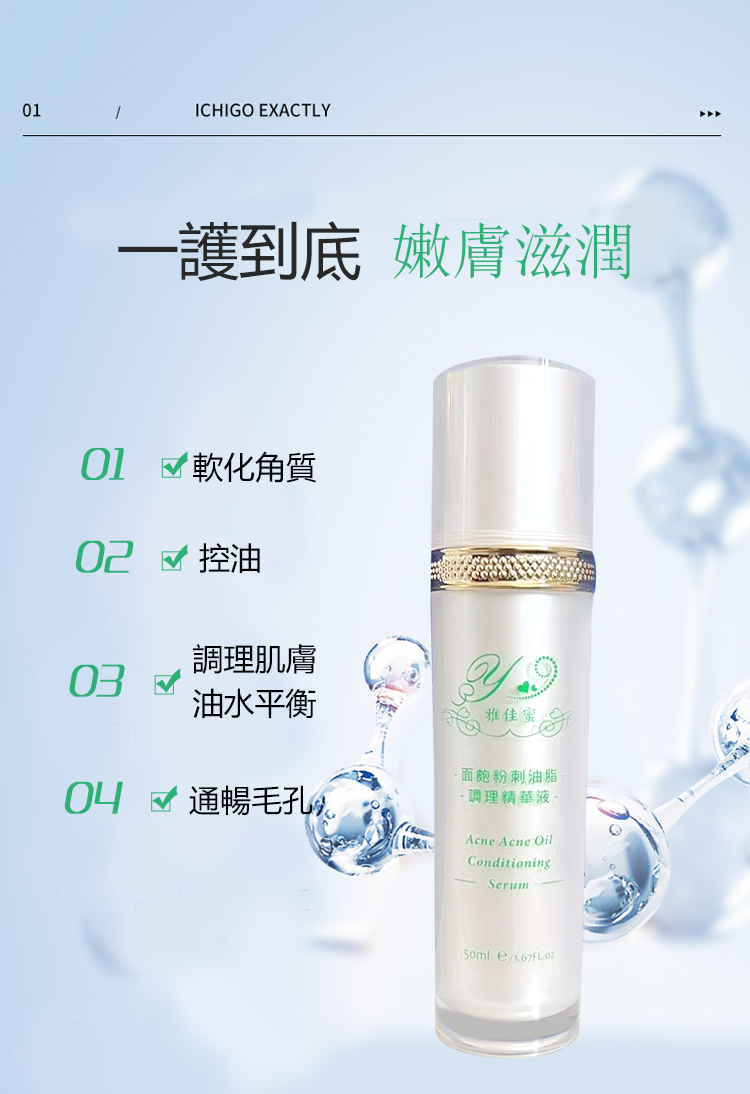 01 / ICHIGO EXACTLY
一護到底 嫩膚滋潤
01 軟化角質
02 控油
03 調理肌膚
油水平衡
04 通暢毛孔
雅佳蜜
-面皰粉刺油脂-
-調理精華液-
Acne Acne Oil
Conditioning
Serum
50ml e/1.67FL.oz